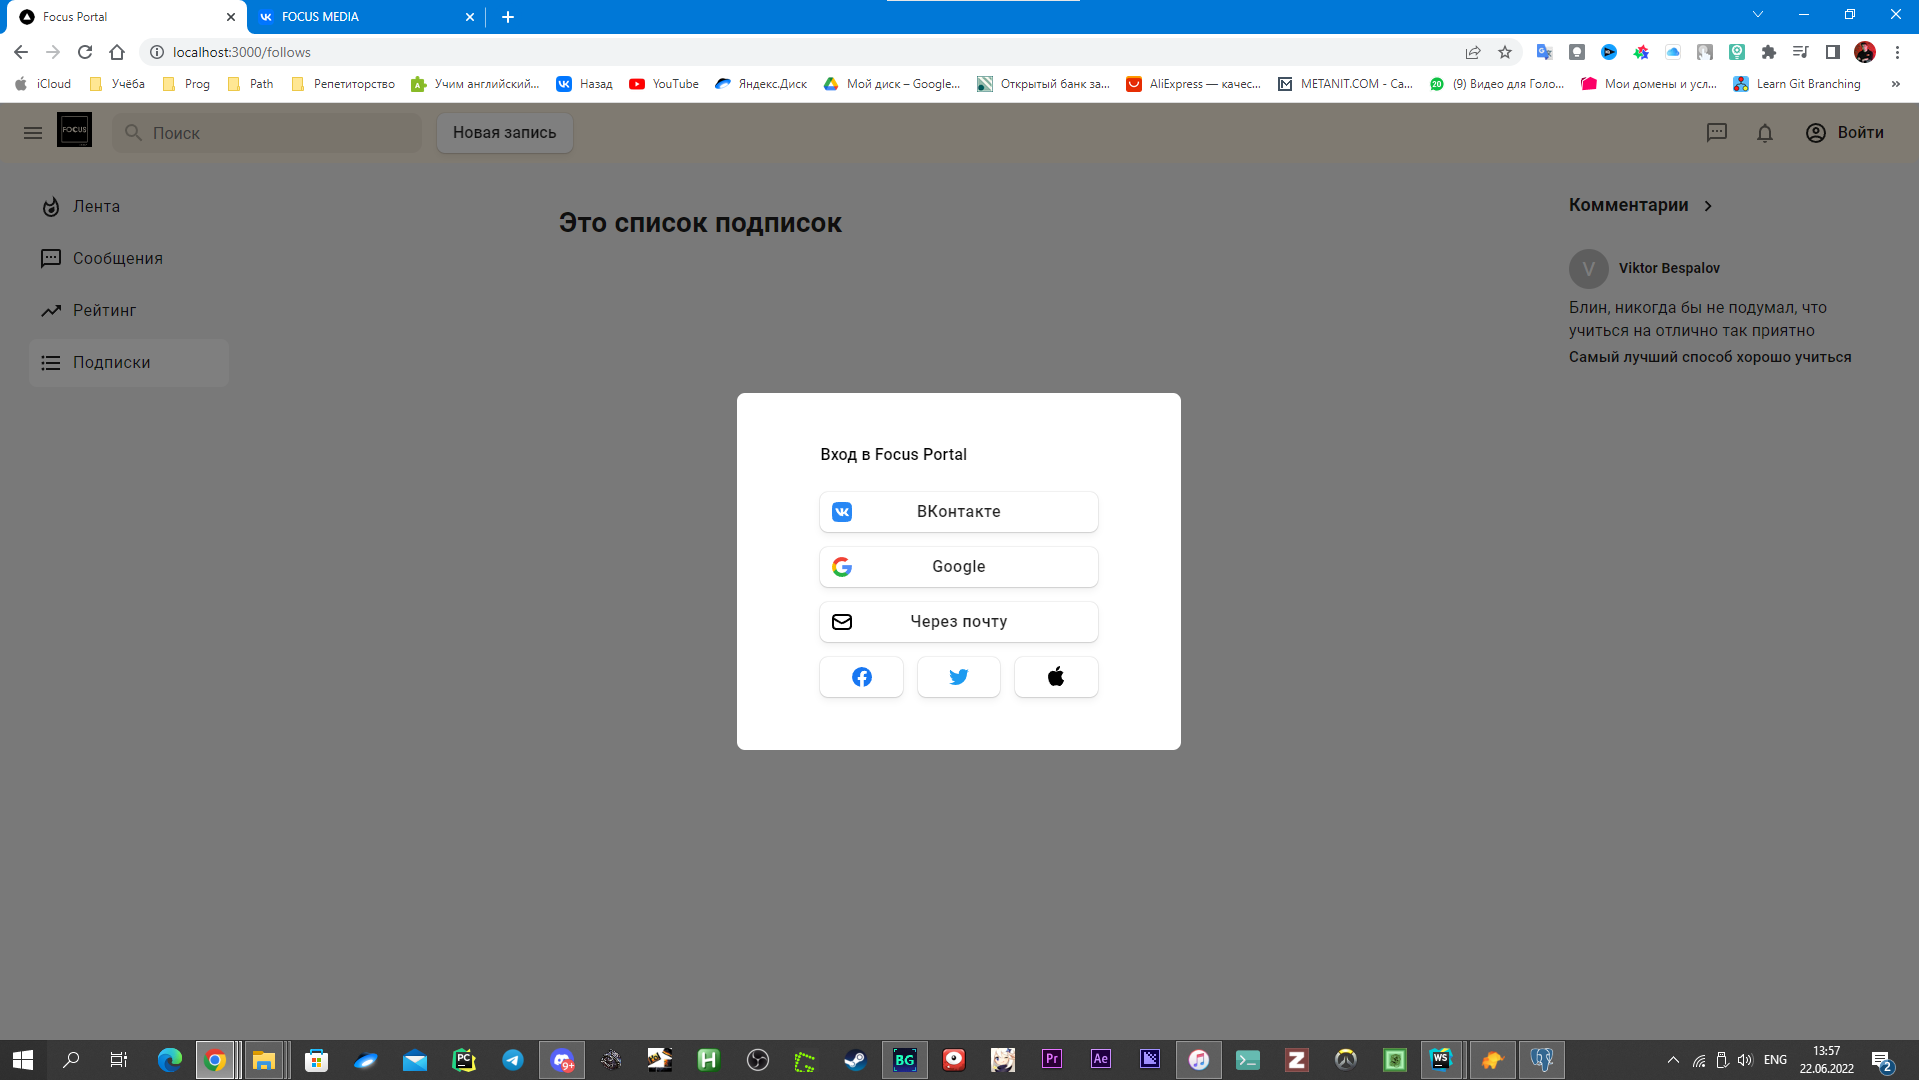 Focus Portal
FOCUS MEDIA
localhost:3000/follows
iCloud
Учёба
Prog
Path
Репетиторство
Учим английский...
Назад
YouTube
Яндекс.Диск
Мой диск – Google...
Открытый банк за...
AliExpress — качес...
METANIT.COM - Са...
(9) Видео для Голо...
Мои домены и усл...
Learn Git Branching
FOCUS
Поиск
Новая запись
Войти
Лента
Сообщения
Рейтинг
Подписки
Это список подписок
Комментарии
V
Viktor Bespalov
Блин, никогда бы не подумал, что
учиться на отлично так приятно
Самый лучший способ хорошо учиться
Вход в Focus Portal
ВКонтакте
Google
Через почту
ENG
13:57
22.06.2022
2